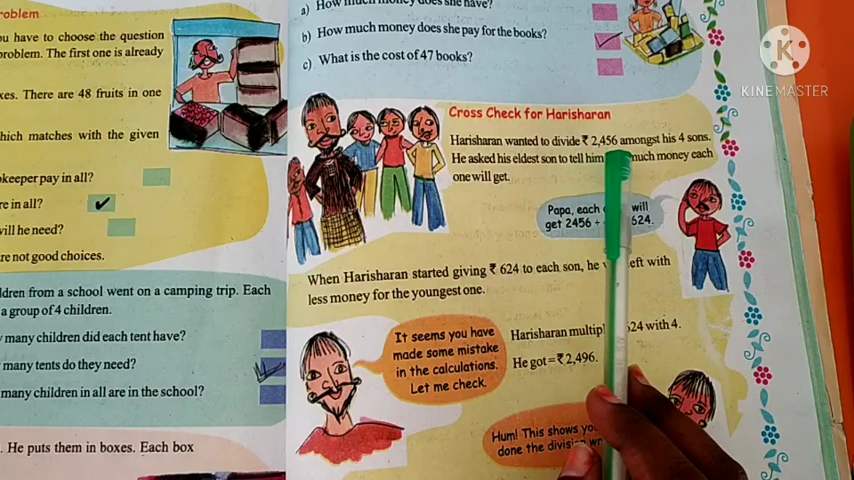 roblem
ou have to choose the question
problem. The first one is already
xes. There are 48 fruits in one
hich matches with the given
pkeeper pay in all?
re in all?
will he need?
are not good choices.
ldren from a school went on a camping trip. Each
a group of 4 children.
y many children did each tent have?
many tents do they need?
many children in all are in the school?
. He puts them in boxes. Each box
a) How much money does she have?
b) How much money does she pay for the books?
c) What is the cost of 47 books?
KINEMASTER
Cross Check for Harisharan
Harisharan wanted to divide ₹ 2,456 amongst his 4 sons.
He asked his eldest son to tell him much money each
one will get.
Papa, each will
get 2456 ÷ 624.
When Harisharan started giving ₹ 624 to each son, he left with
less money for the youngest one.
It seems you have
made some mistake
in the calculations.
Let me check.
Harisharan multipl 624 with 4.
He got = ₹ 2,496.
Hum! This shows yo
done the division wr